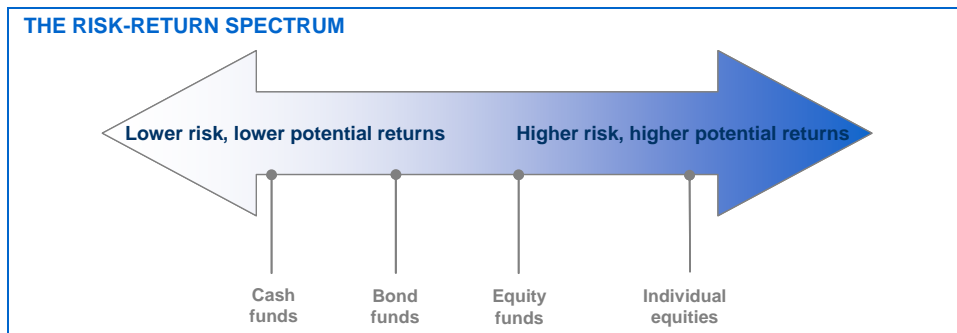 THE RISK-RETURN SPECTRUM
Lower risk, lower potential returns
Higher risk, higher potential returns
Cash
funds
Bond
funds
Equity
funds
Individual
equities